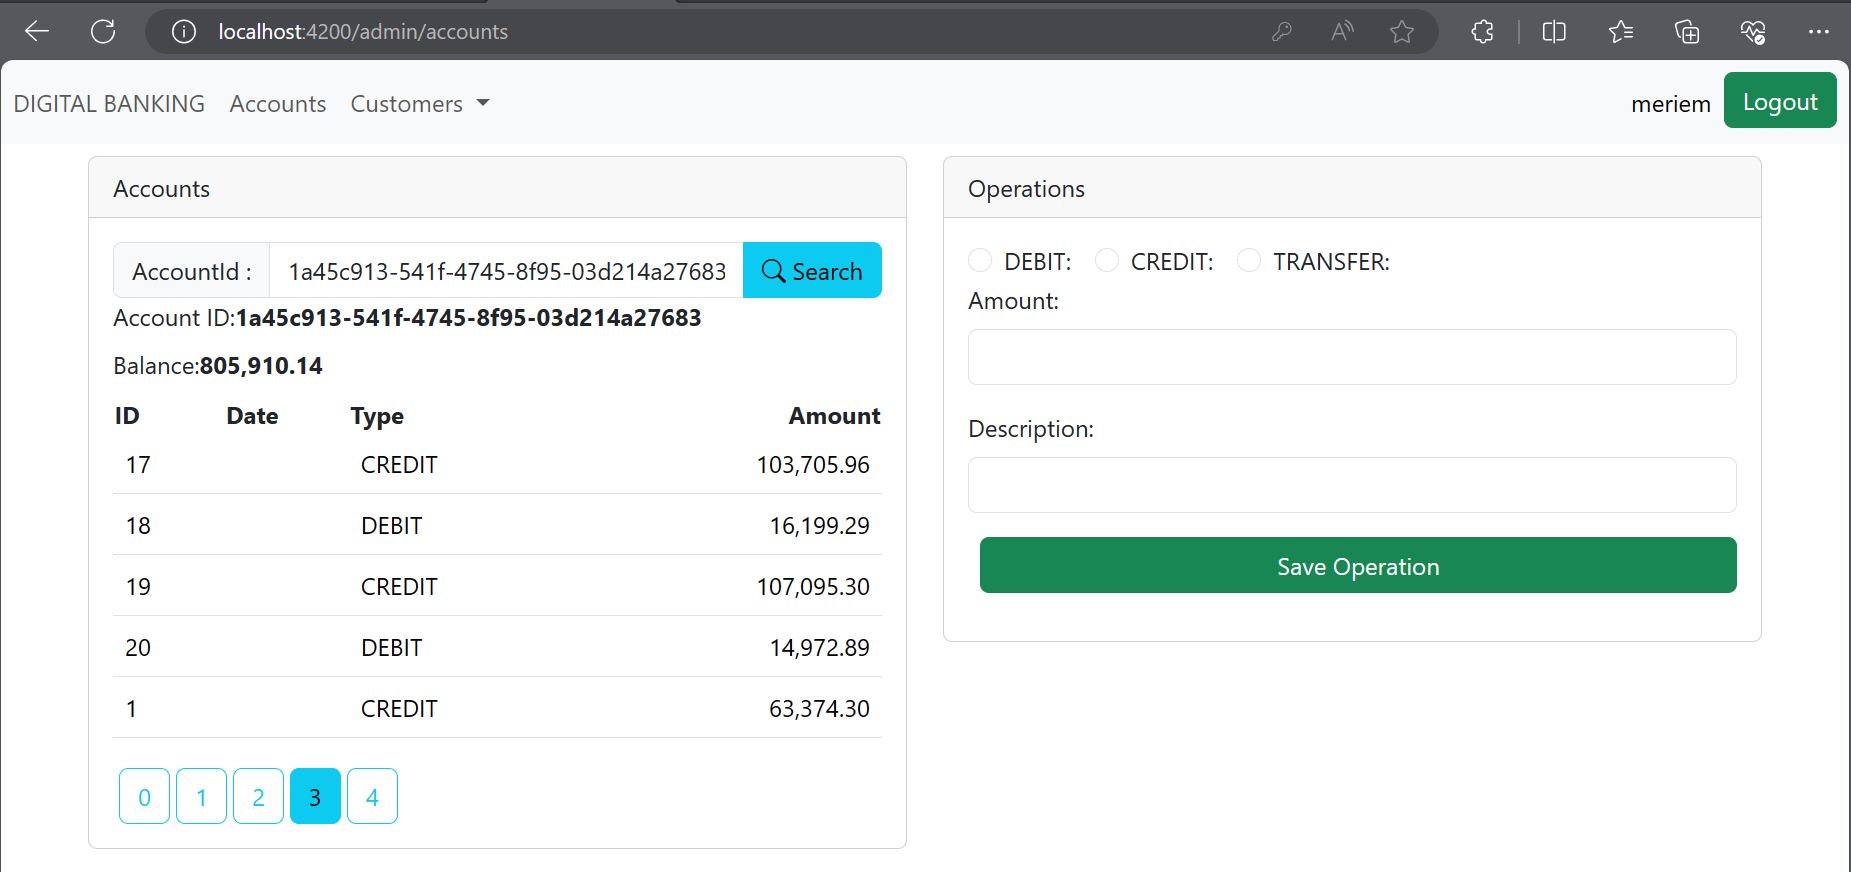 localhost:4200/admin/accounts
DIGITAL BANKING Accounts Customers
meriem Logout
Accounts
AccountId : 1a45c913-541f-4745-8f95-03d214a27683 Search
Account ID:1a45c913-541f-4745-8f95-03d214a27683
Balance:805,910.14
ID Date Type Amount
17 CREDIT 103,705.96
18 DEBIT 16,199.29
19 CREDIT 107,095.30
20 DEBIT 14,972.89
1 CREDIT 63,374.30
0 1 2 3 4
Operations
DEBIT: CREDIT: TRANSFER:
Amount:
Description:
Save Operation